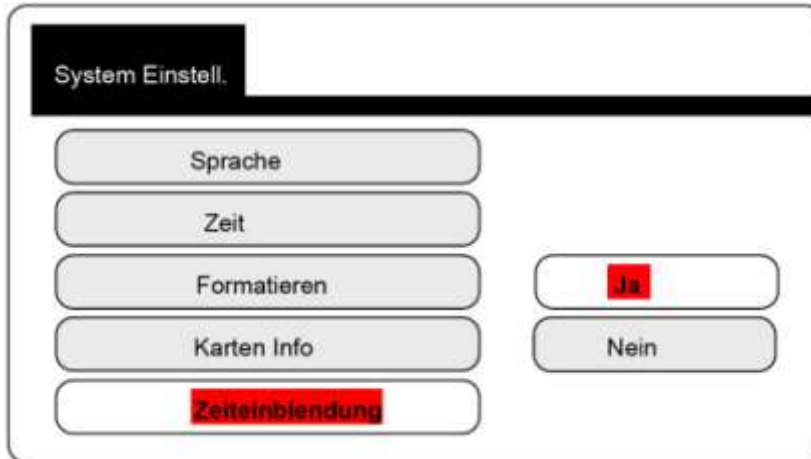 System Einstell.
Sprache
Zeit
Formatieren
Ja
Karten Info
Nein
Zeiteinblendung